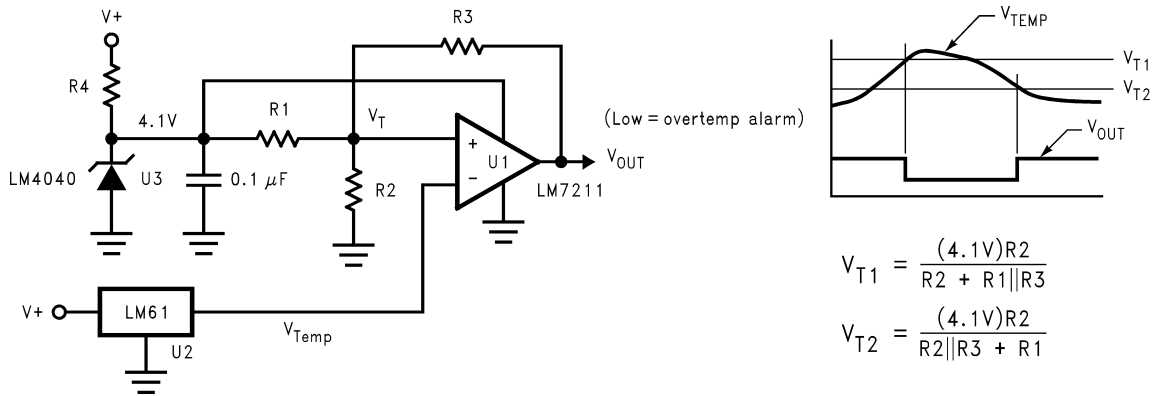 V+
R4
4.1V
R1
R3
V_T
R2
+
−
U1
LM7211
(Low = overtemp alarm)
V_OUT
LM4040
U3
0.1 μF
V+
LM61
U2
V_Temp
V_TEMP
V_T1
V_T2
V_OUT
V_T1 = (4.1V)R2 / R2 + R1||R3
V_T2 = (4.1V)R2 / R2||R3 + R1